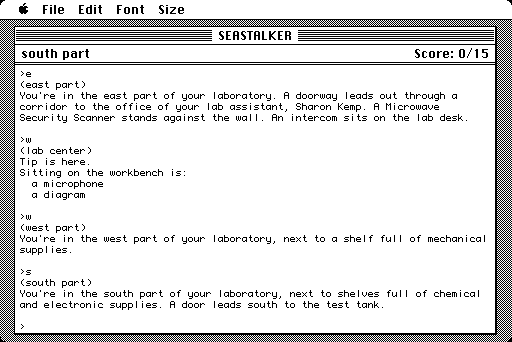 File Edit Font Size
SEASTALKER
south part Score: 0/15
>e
(east part)
You're in the east part of your laboratory. A doorway leads out through a
corridor to the office of your lab assistant, Sharon Kemp. A Microwave
Security Scanner stands against the wall. An intercom sits on the lab desk.
>w
(lab center)
Tip is here.
Sitting on the workbench is:
a microphone
a diagram
>w
(west part)
You're in the west part of your laboratory, next to a shelf full of mechanical
supplies.
>s
(south part)
You're in the south part of your laboratory, next to shelves full of chemical
and electronic supplies. A door leads south to the test tank.
>